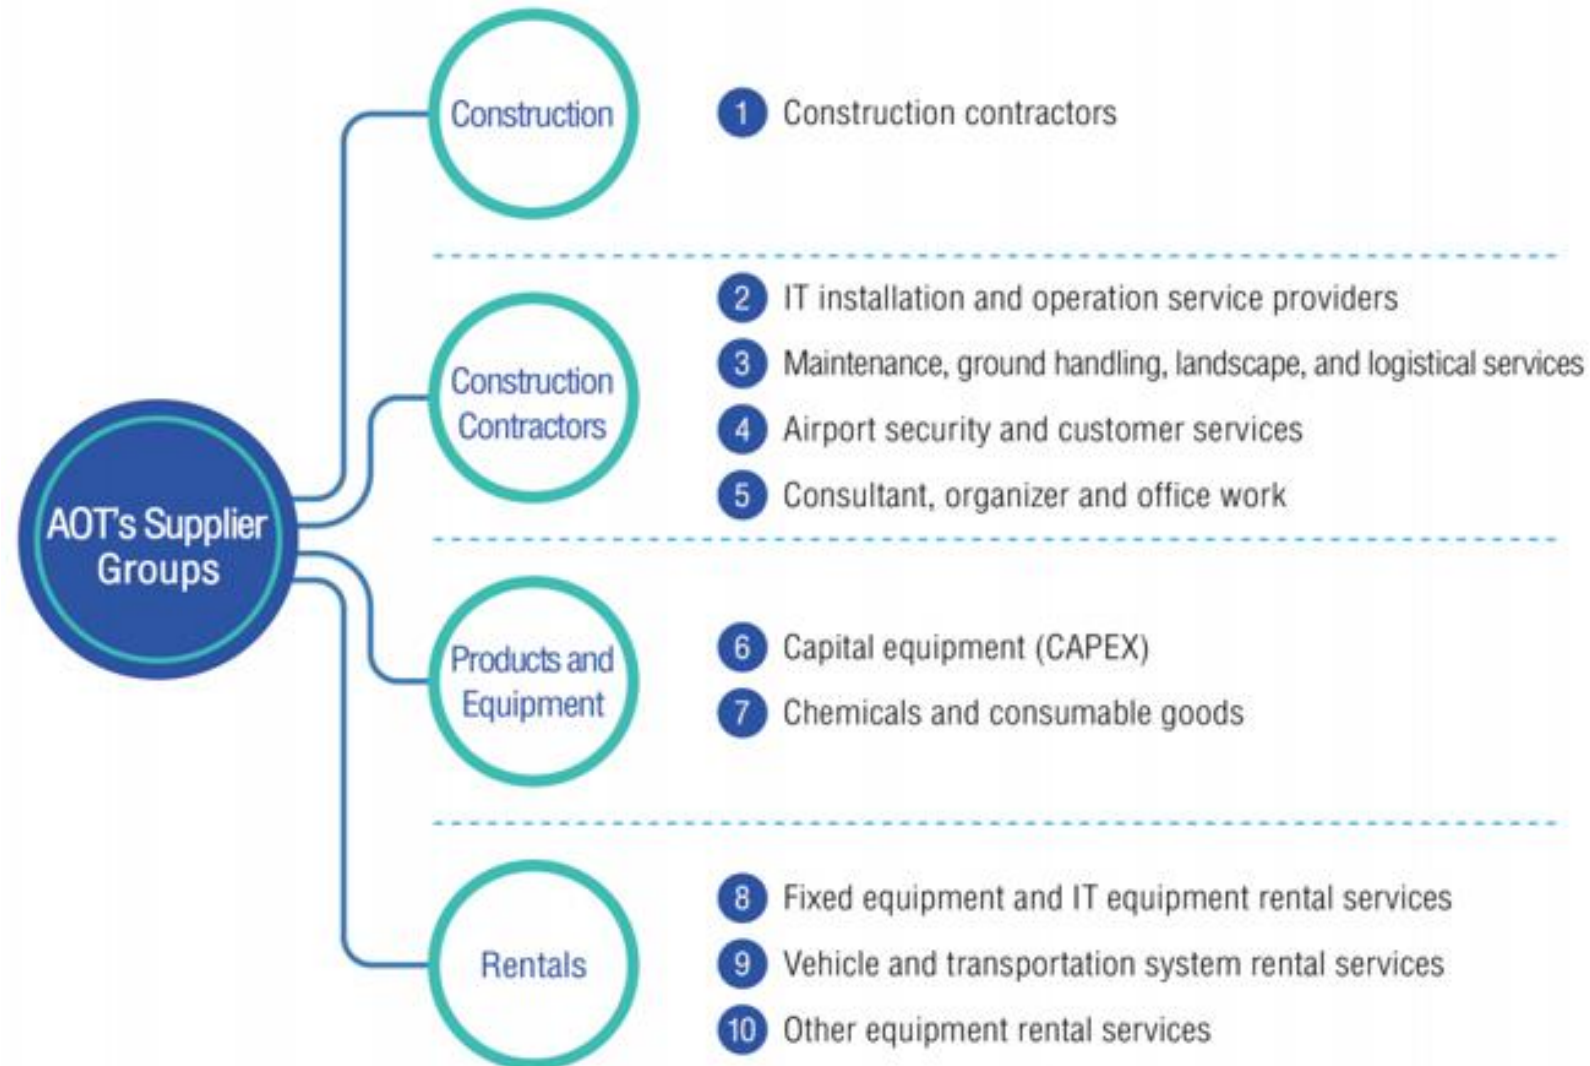 AOT's Supplier
Groups
Construction
1 Construction contractors
Construction
Contractors
2 IT installation and operation service providers
3 Maintenance, ground handling, landscape, and logistical services
4 Airport security and customer services
5 Consultant, organizer and office work
Products and
Equipment
6 Capital equipment (CAPEX)
7 Chemicals and consumable goods
Rentals
8 Fixed equipment and IT equipment rental services
9 Vehicle and transportation system rental services
10 Other equipment rental services